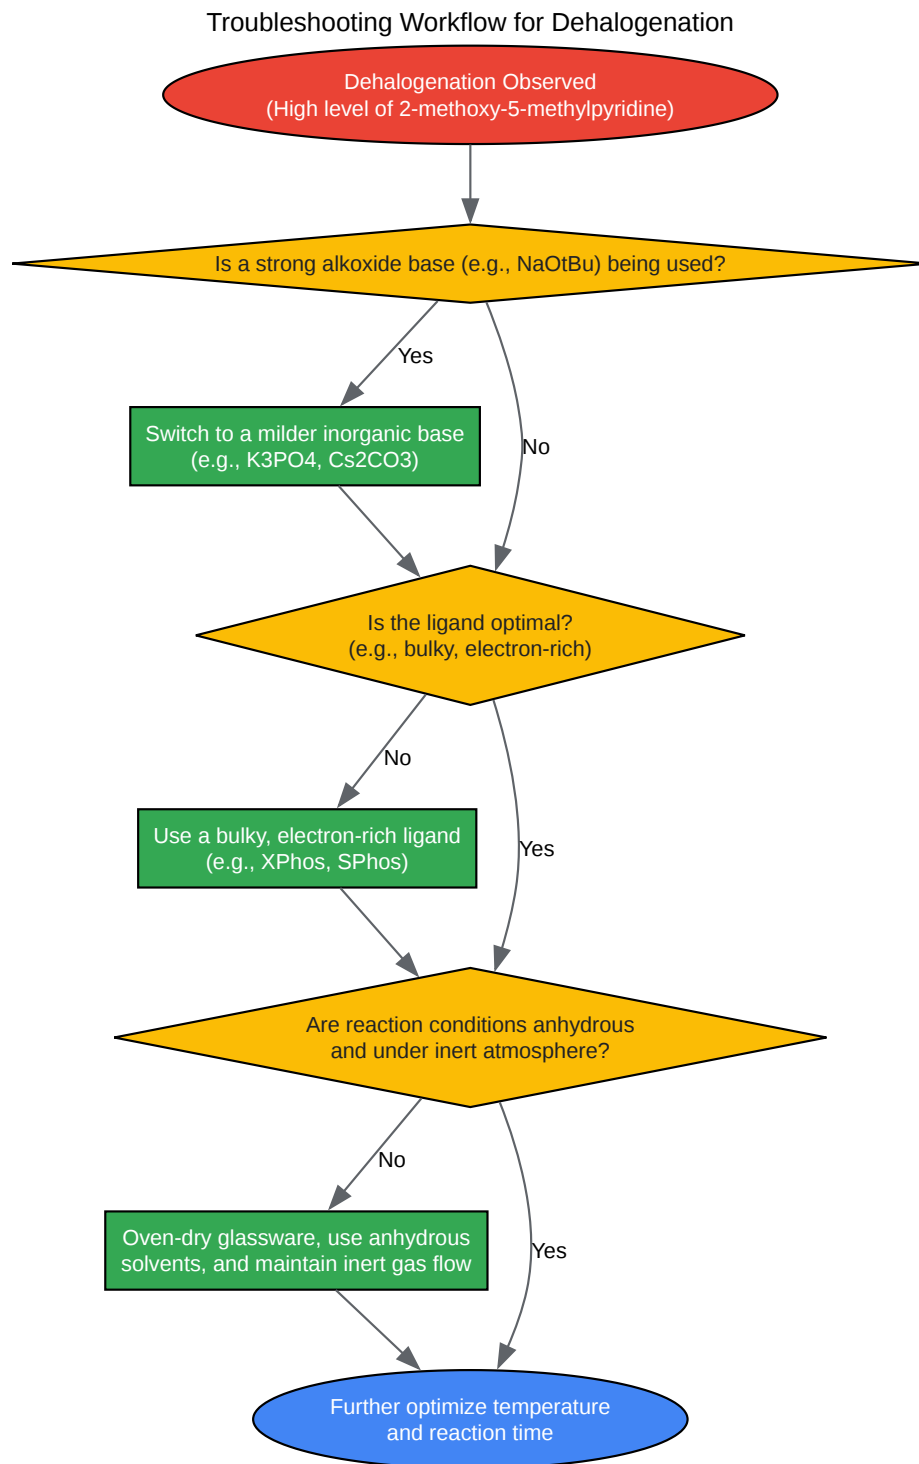 Troubleshooting Workflow for Dehalogenation
Dehalogenation Observed
(High level of 2-methoxy-5-methylpyridine)
Is a strong alkoxide base (e.g., NaOtBu) being used?
Yes
Switch to a milder inorganic base
(e.g., K3PO4, Cs2CO3)
No
Is the ligand optimal?
(e.g., bulky, electron-rich)
No
Use a bulky, electron-rich ligand
(e.g., XPhos, SPhos)
Yes
Are reaction conditions anhydrous
and under inert atmosphere?
No
Oven-dry glassware, use anhydrous
solvents, and maintain inert gas flow
Yes
Further optimize temperature
and reaction time